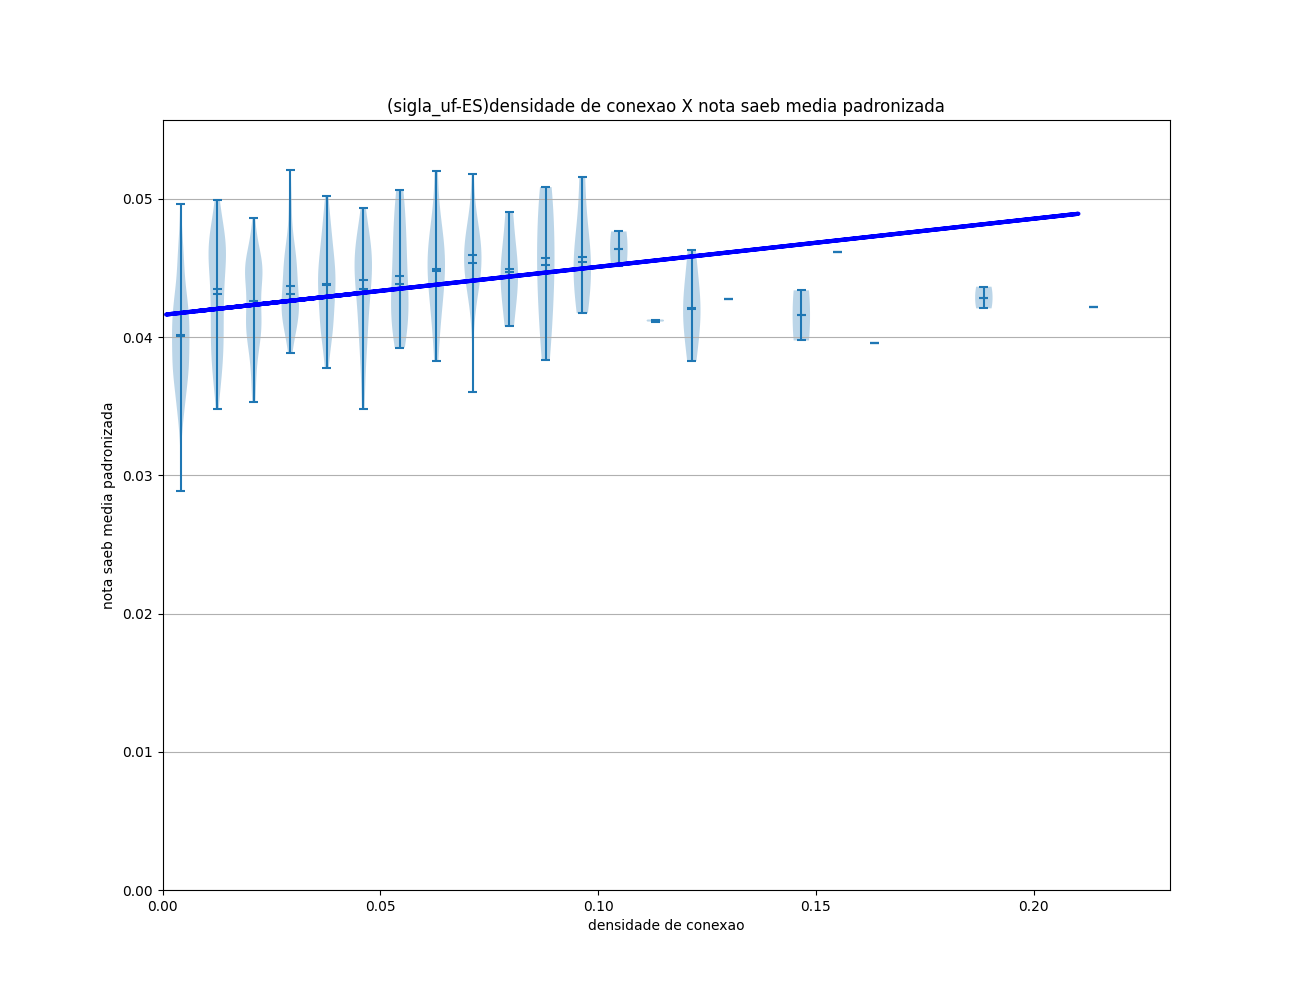 (sigla_uf-ES)densidade de conexao X nota saeb media padronizada
nota saeb media padronizada
0.05
0.04
0.03
0.02
0.01
0.00
0.00 0.05 0.10 0.15 0.20
densidade de conexao